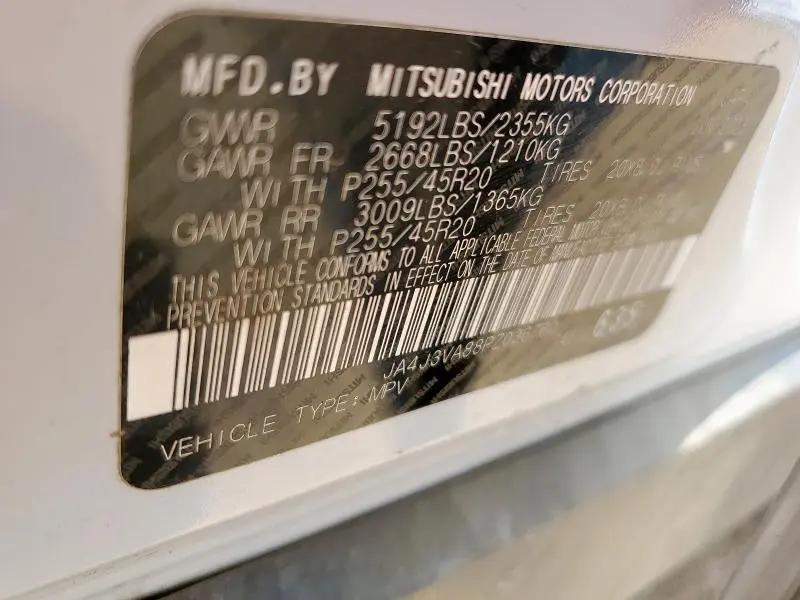 MFD.BY MITSUBISHI MOTORS CORPORATION
GVWR 5192LBS/2355KG
GAWR FR 2668LBS/1210KG
WITH P255/45R20 TIRES
GAWR RR 3009LBS/1365KG
WITH P255/45R20 TIRES
THIS VEHICLE CONFORMS TO ALL APPLICABLE FEDERAL
PREVENTION STANDARDS IN EFFECT ON THE DATE OF
VEHICLE TYPE:MPV